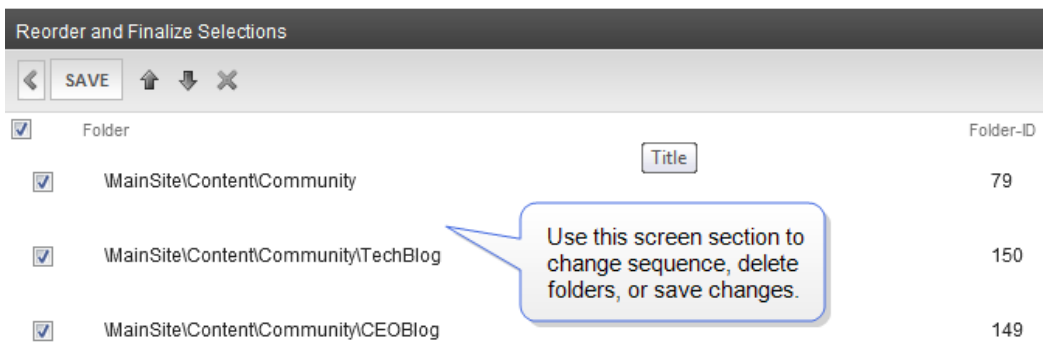 Reorder and Finalize Selections
SAVE
Folder Folder-ID
Title
\MainSite\Content\Community 79
Use this screen section to
change sequence, delete
folders, or save changes.
\MainSite\Content\Community\TechBlog 150
\MainSite\Content\Community\CEOBlog 149